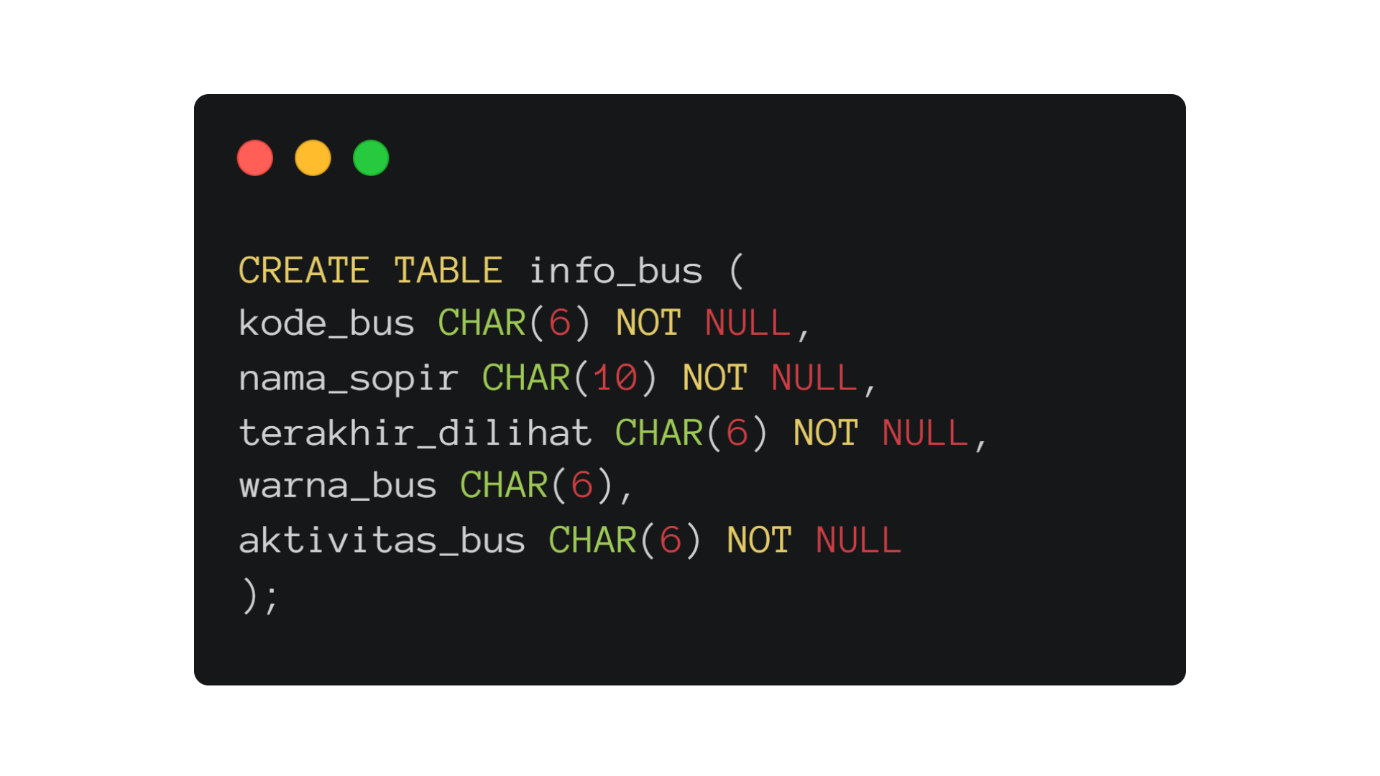 CREATE TABLE info_bus (
kode_bus CHAR(6) NOT NULL,
nama_sopir CHAR(10) NOT NULL,
terakhir_dilihat CHAR(6) NOT NULL,
warna_bus CHAR(6),
aktivitas_bus CHAR(6) NOT NULL
);